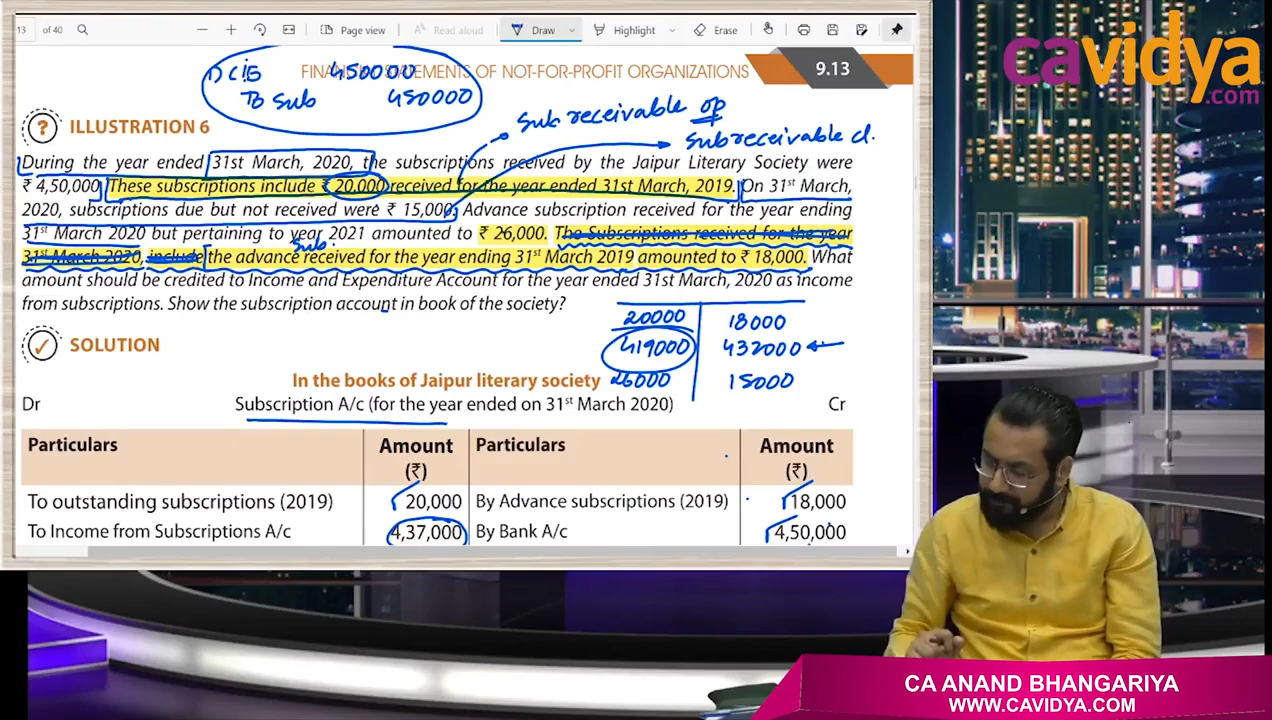 13 of 40
Page view
Read aloud
Draw
Highlight
Erase
Share
cavidya
.com
1) C IB 450000
To Sub 450000
FINANCIAL STATEMENTS OF NOT-FOR-PROFIT ORGANIZATIONS
9.13
Sub receivable op
Sub receivable cl.
? ILLUSTRATION 6
During the year ended 31st March, 2020, the subscriptions received by the Jaipur Literary Society were
₹ 4,50,000. These subscriptions include ₹ 20,000 received for the year ended 31st March, 2019. On 31st March,
2020, subscriptions due but not received were ₹ 15,000. Advance subscription received for the year ending
31st March 2020 but pertaining to year 2021 amounted to ₹ 26,000. The Subscriptions received for the year
Sub.
31st March 2020, include the advance received for the year ending 31st March 2019 amounted to ₹ 18,000. What
amount should be credited to Income and Expenditure Account for the year ended 31st March, 2020 as income
from subscriptions. Show the subscription account in book of the society?
20000 18000
419000 432000
26000 15000
SOLUTION
In the books of Jaipur literary society
Dr Subscription A/c (for the year ended on 31st March 2020) Cr
Particulars Amount (₹) Particulars Amount (₹)
To outstanding subscriptions (2019) 20,000 By Advance subscriptions (2019) 18,000
To Income from Subscriptions A/c 4,37,000 By Bank A/c 4,50,000
CA ANAND BHANGARIYA
WWW.CAVIDYA.COM